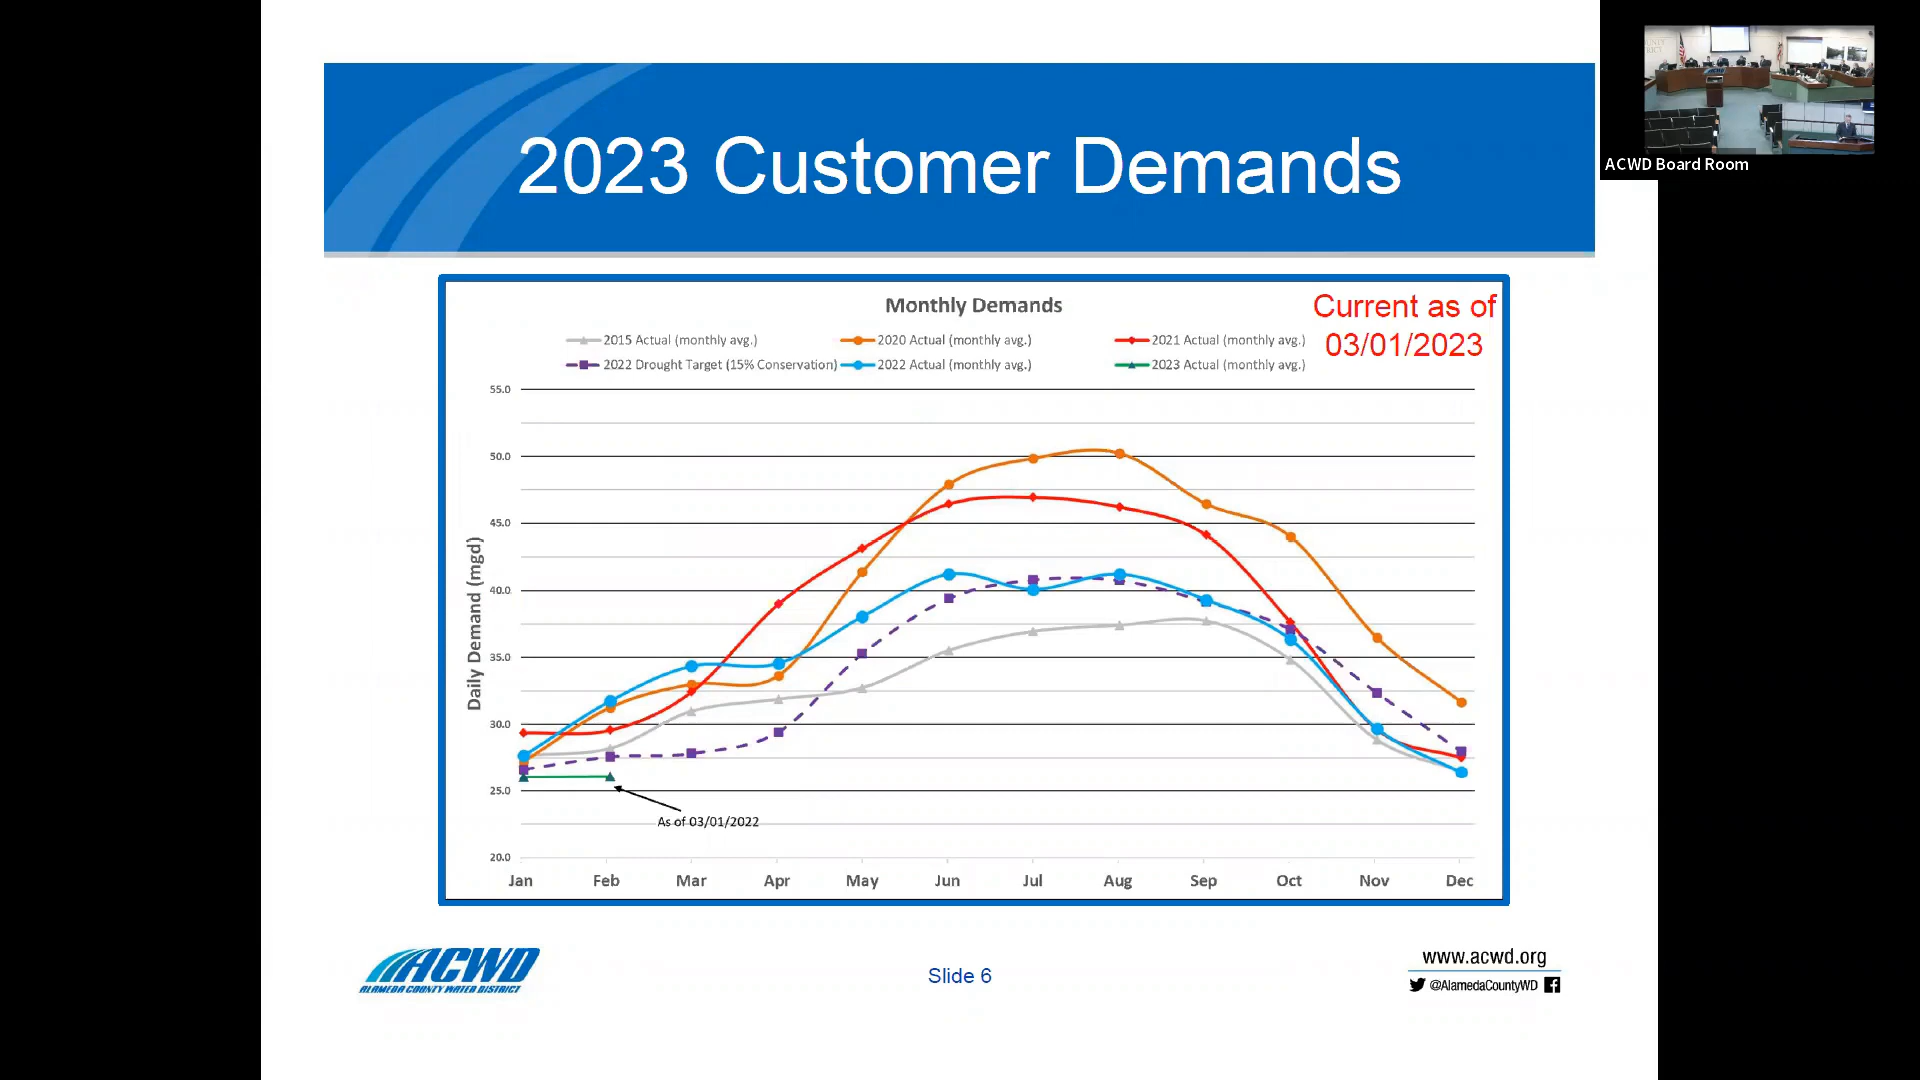 2023 Customer Demands
ACWD Board Room
Monthly Demands
Current as of
03/01/2023
2015 Actual (monthly avg.) 2020 Actual (monthly avg.) 2021 Actual (monthly avg.)
2022 Drought Target (15% Conservation) 2022 Actual (monthly avg.) 2023 Actual (monthly avg.)
Daily Demand (mgd)
55.0
50.0
45.0
40.0
35.0
30.0
25.0
20.0
As of 03/01/2022
Jan Feb Mar Apr May Jun Jul Aug Sep Oct Nov Dec
ACWD
ALAMEDA COUNTY WATER DISTRICT
Slide 6
www.acwd.org
@AlamedaCountyWD